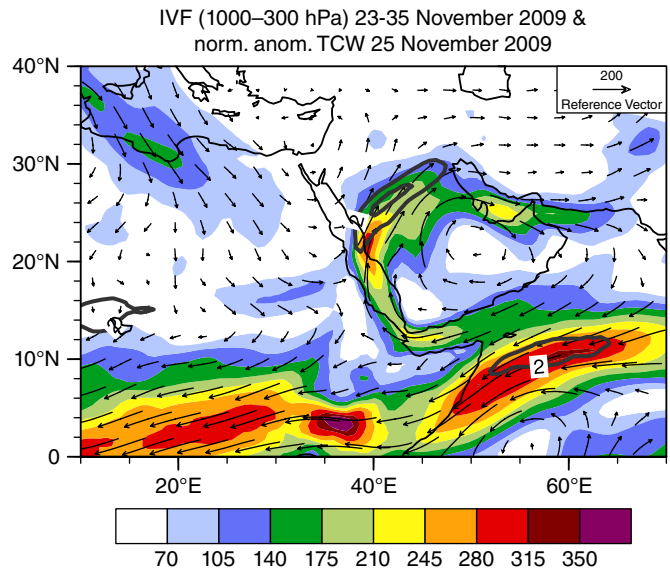 IVF (1000–300 hPa) 23-35 November 2009 &
norm. anom. TCW 25 November 2009
40°N
200
Reference Vector
30°N
20°N
10°N
2
0
20°E 40°E 60°E
70 105 140 175 210 245 280 315 350